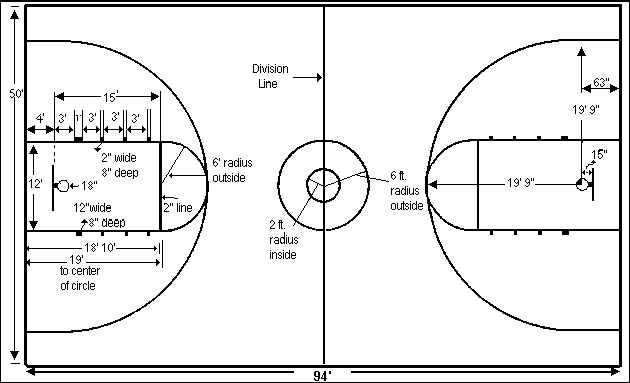 50'
15'
4'
3'
1'
3'
3'
3'
2" wide
8" deep
12'
18"
12"wide
8" deep
2" line
6' radius
outside
18' 10'
19'
to center
of circle
Division
Line
2 ft.
radius
inside
6 ft.
radius
outside
63"
19' 9"
15"
19' 9"
94'